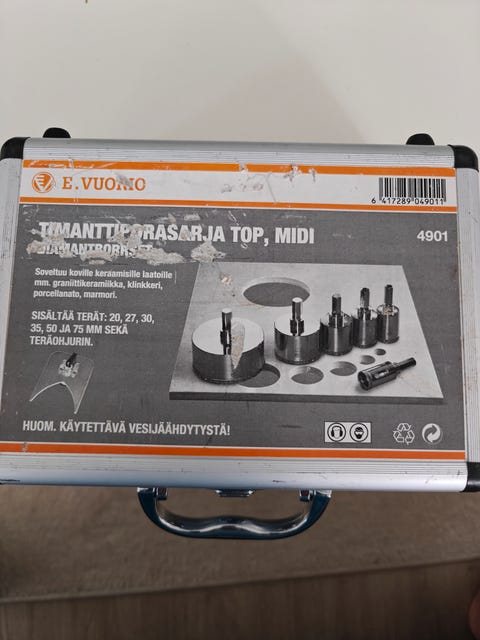 E.VUORIO
6 417289 049011
TIMANTTIPORASARJA TOP, MIDI
4901
Soveltuu koville keraamisille laatoille
mm. graniittikeramiikka, klinkkeri,
porcellanato, marmori.
SISÄLTÄÄ TERÄT: 20, 27, 30,
35, 50 JA 75 MM SEKÄ
TERÄOHJURIN.
HUOM. KÄYTETTÄVÄ VESIJÄÄHDYTYSTÄ!